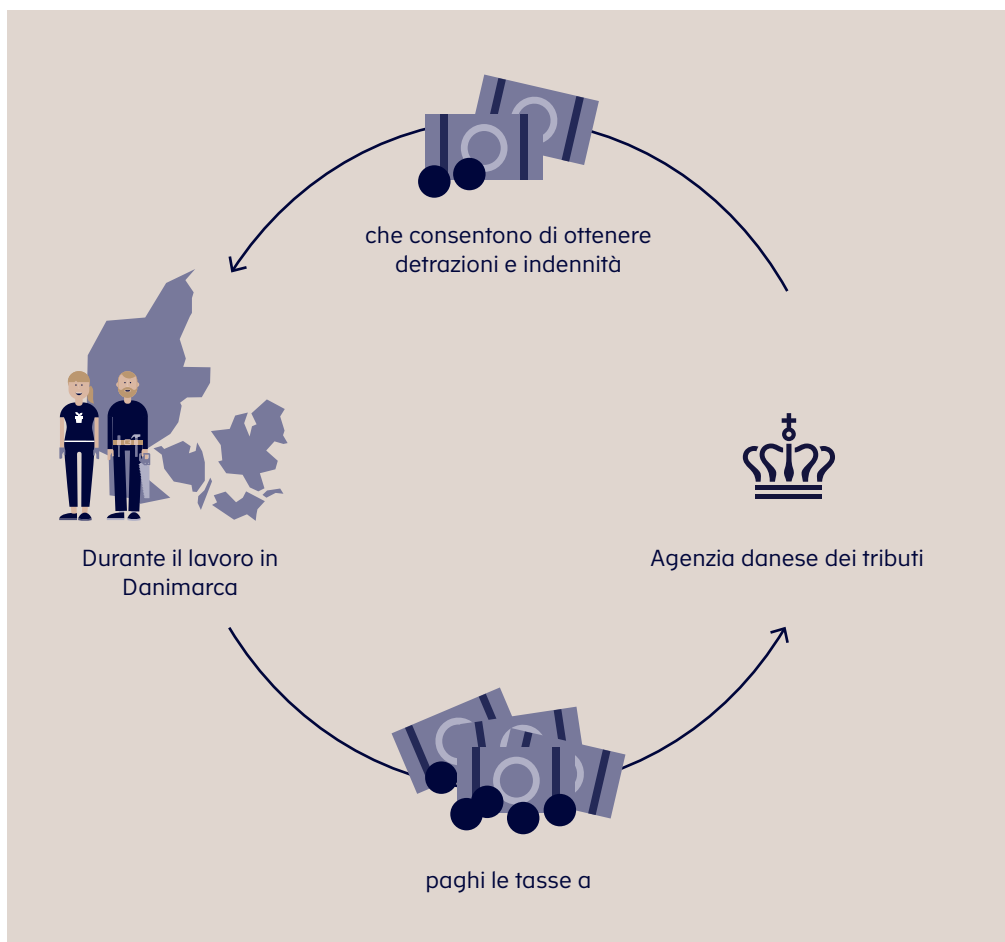 che consentono di ottenere
detrazioni e indennità
Durante il lavoro in
Danimarca
Agenzia danese dei tributi
paghi le tasse a